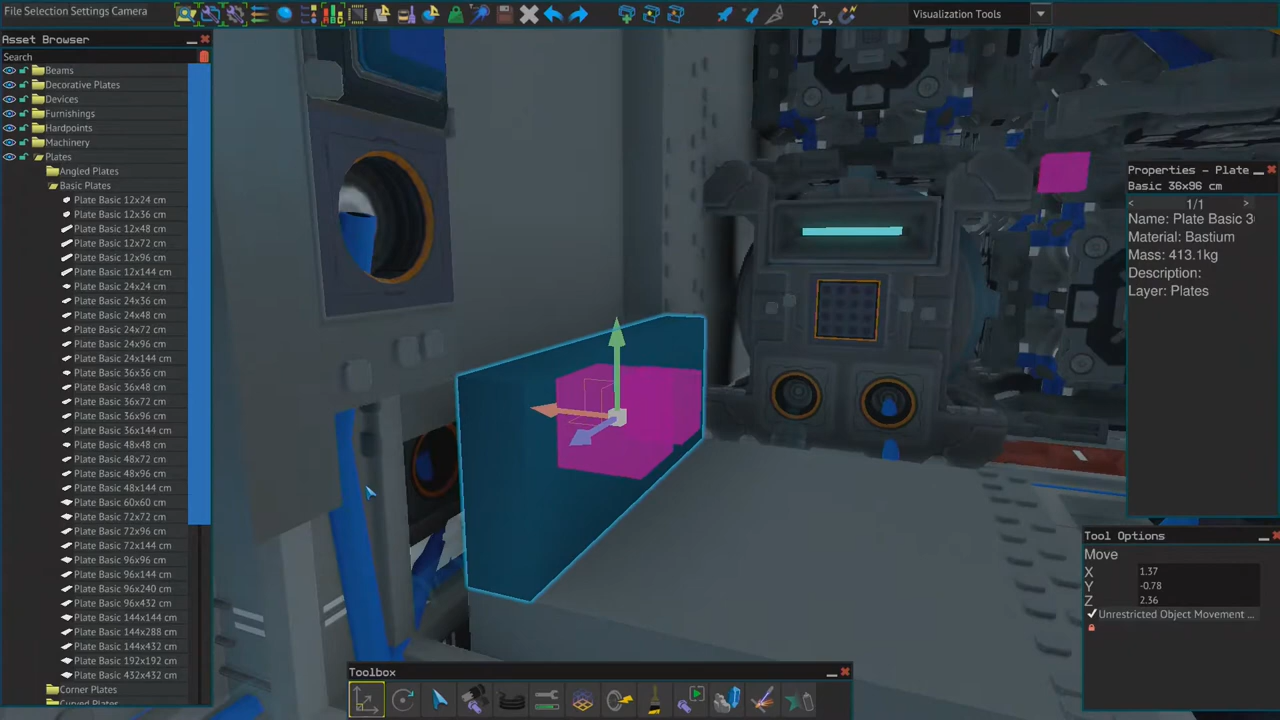 File Selection Settings Camera
Visualization Tools
Asset Browser
Search
Beams
Decorative Plates
Devices
Furnishings
Hardpoints
Machinery
Plates
Angled Plates
Basic Plates
Plate Basic 12x24 cm
Plate Basic 12x36 cm
Plate Basic 12x48 cm
Plate Basic 12x72 cm
Plate Basic 12x96 cm
Plate Basic 12x144 cm
Plate Basic 24x24 cm
Plate Basic 24x36 cm
Plate Basic 24x48 cm
Plate Basic 24x72 cm
Plate Basic 24x96 cm
Plate Basic 24x144 cm
Plate Basic 36x36 cm
Plate Basic 36x48 cm
Plate Basic 36x72 cm
Plate Basic 36x96 cm
Plate Basic 36x144 cm
Plate Basic 48x48 cm
Plate Basic 48x72 cm
Plate Basic 48x96 cm
Plate Basic 48x144 cm
Plate Basic 60x60 cm
Plate Basic 72x72 cm
Plate Basic 72x96 cm
Plate Basic 72x144 cm
Plate Basic 96x96 cm
Plate Basic 96x144 cm
Plate Basic 96x240 cm
Plate Basic 96x432 cm
Plate Basic 144x144 cm
Plate Basic 144x288 cm
Plate Basic 144x432 cm
Plate Basic 192x192 cm
Plate Basic 432x432 cm
Corner Plates
Curved Plates
Properties - Plate
Basic 36x96 cm
< 1/1 >
Name: Plate Basic 3
Material: Bastium
Mass: 413.1kg
Description:
Layer: Plates
Tool Options
Move
X 1.37
Y -0.78
Z 2.36
Unrestricted Object Movement ...
Toolbox